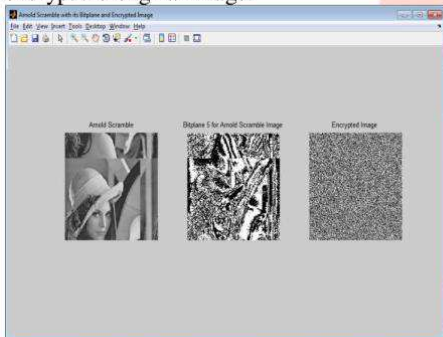 Arnold Scramble with its Bitplane and Encrypted Image
File Edit View Insert Tools Desktop Window Help
Arnold Scramble
Bitplane 5 for Arnold Scramble Image
Encrypted Image